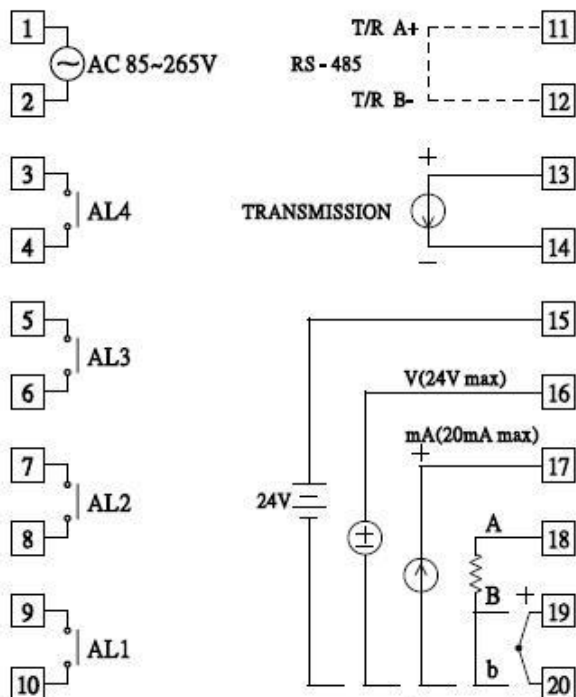 1
AC 85~265V
2
3
AL4
4
5
AL3
6
7
AL2
8
9
AL1
10
T/R A+
11
RS-485
T/R B-
12
+
13
TRANSMISSION
14
−
15
V(24V max)
16
mA(20mA max)
+
17
24V
A
18
B
+
19
b
20